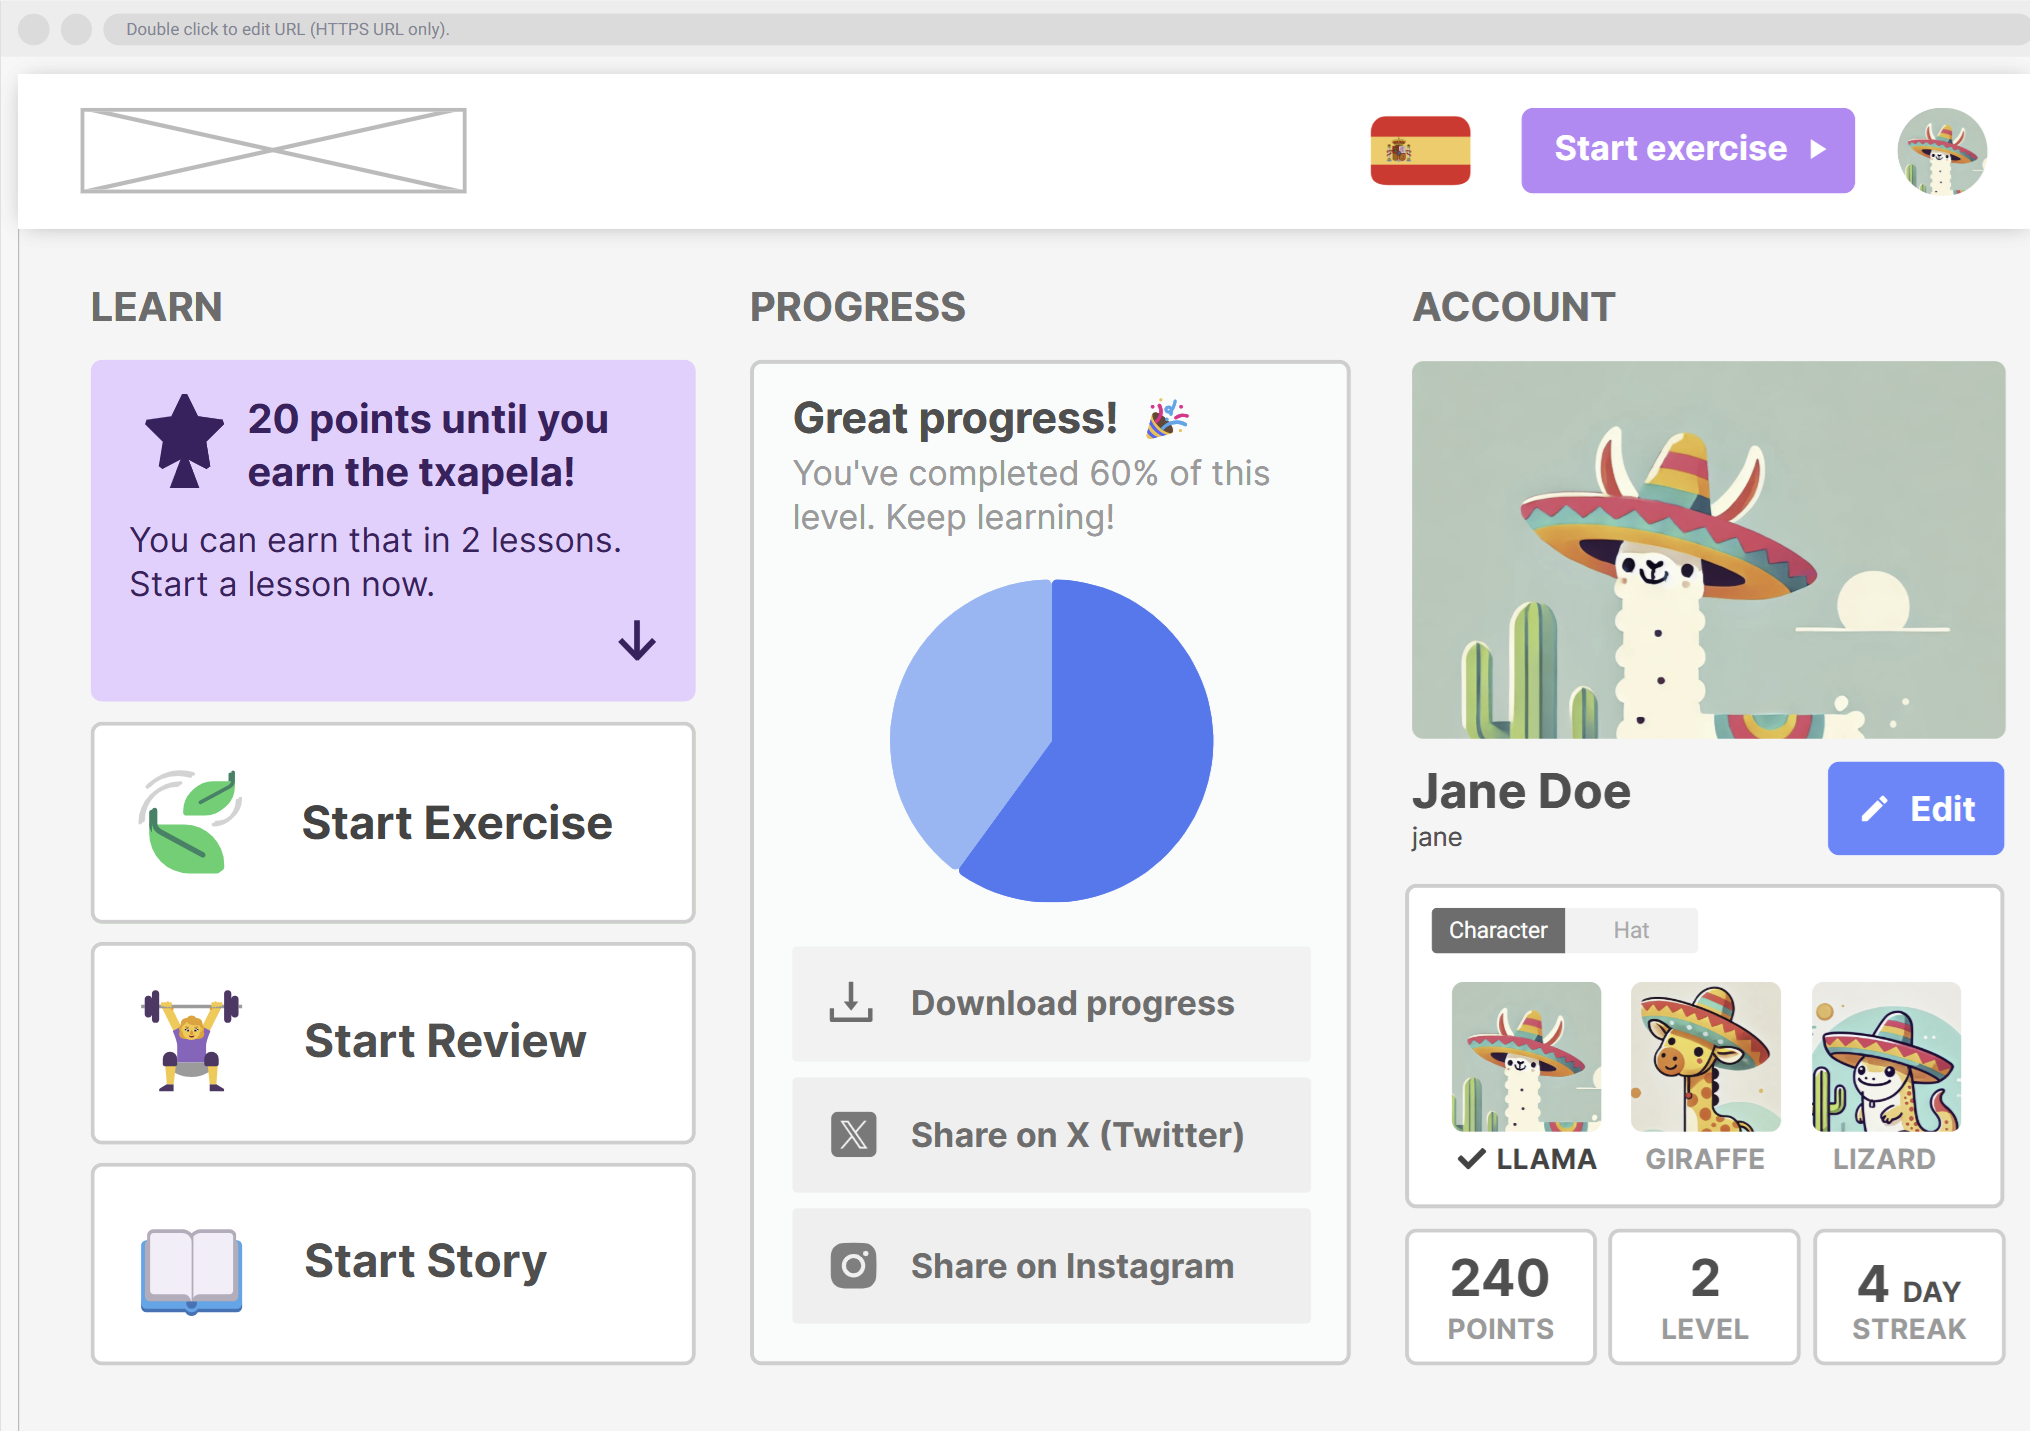 Double click to edit URL (HTTPS URL only).
Start exercise
LEARN
20 points until you
earn the txapela!
You can earn that in 2 lessons.
Start a lesson now.
Start Exercise
Start Review
Start Story
PROGRESS
Great progress!
You've completed 60% of this
level. Keep learning!
Download progress
Share on X (Twitter)
Share on Instagram
ACCOUNT
Jane Doe
jane
Edit
Character Hat
LLAMA GIRAFFE LIZARD
240
POINTS
2
LEVEL
4 DAY
STREAK